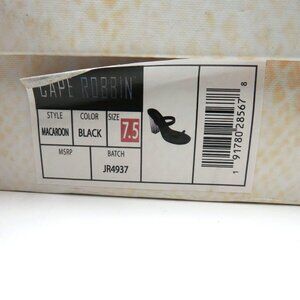 CAPE ROBBIN
STYLE COLOR SIZE
MACAROON BLACK 7.5
MSRP BATCH
JR4937
1 91780 28567 8